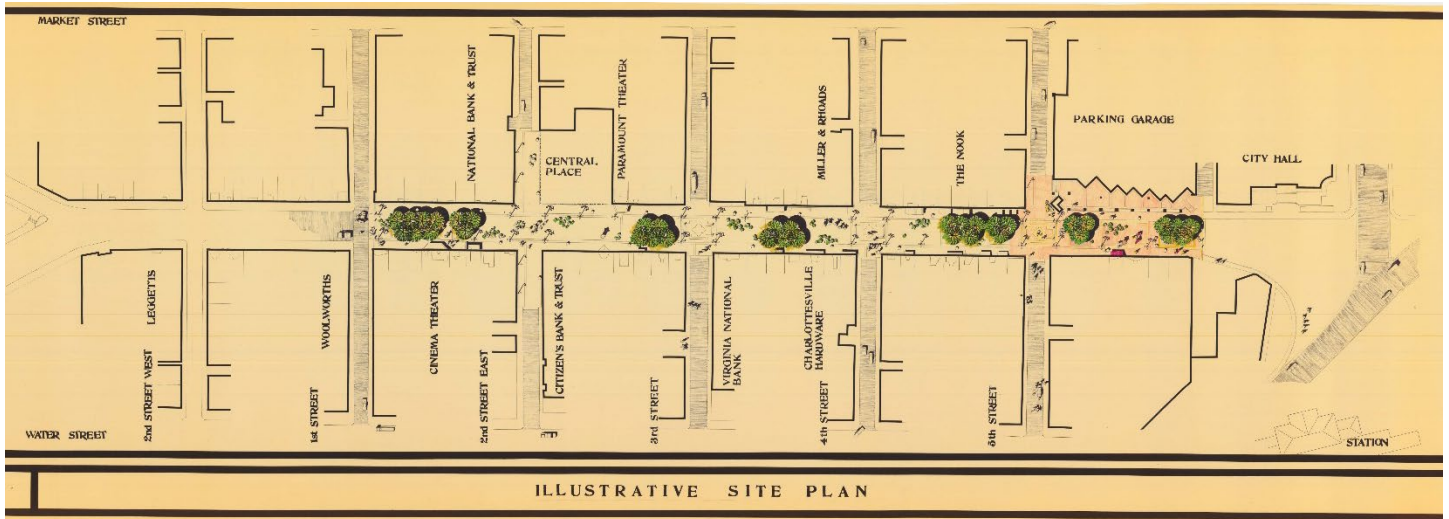 MARKET STREET
NATIONAL BANK & TRUST
CENTRAL
PLACE
PARAMOUNT THEATER
MILLER & RHOADS
THE NOOK
PARKING GARAGE
CITY HALL
LEGGETTS
WOOLWORTHS
CINEMA THEATER
CITIZEN'S BANK & TRUST
VIRGINIA NATIONAL
BANK
CHARLOTTESVILLE
HARDWARE
WATER STREET
2nd STREET WEST
1st STREET
2nd STREET EAST
3rd STREET
4th STREET
5th STREET
STATION
ILLUSTRATIVE SITE PLAN